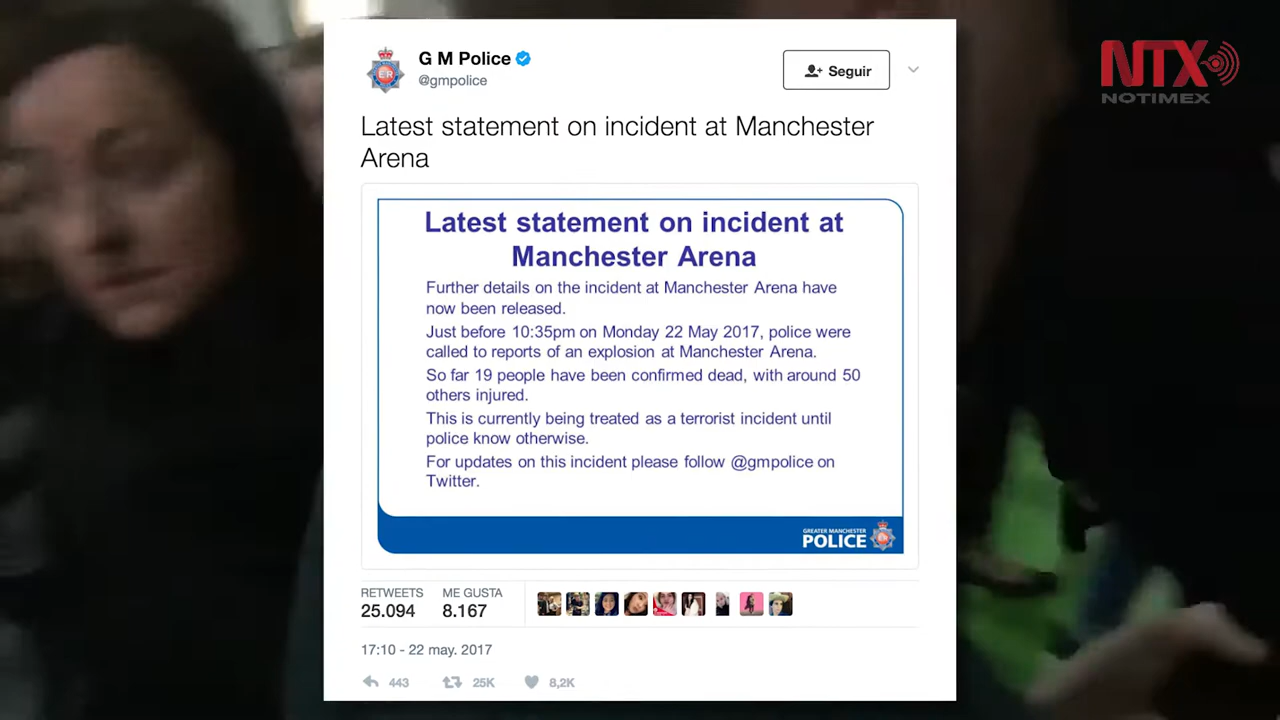 G M Police
@gmpolice
Seguir
NTX
NOTIMEX
Latest statement on incident at Manchester
Arena
Latest statement on incident at
Manchester Arena
Further details on the incident at Manchester Arena have
now been released.
Just before 10:35pm on Monday 22 May 2017, police were
called to reports of an explosion at Manchester Arena.
So far 19 people have been confirmed dead, with around 50
others injured.
This is currently being treated as a terrorist incident until
police know otherwise.
For updates on this incident please follow @gmpolice on
Twitter.
GREATER MANCHESTER
POLICE
RETWEETS ME GUSTA
25.094 8.167
17:10 - 22 may. 2017
443 25K 8,2K